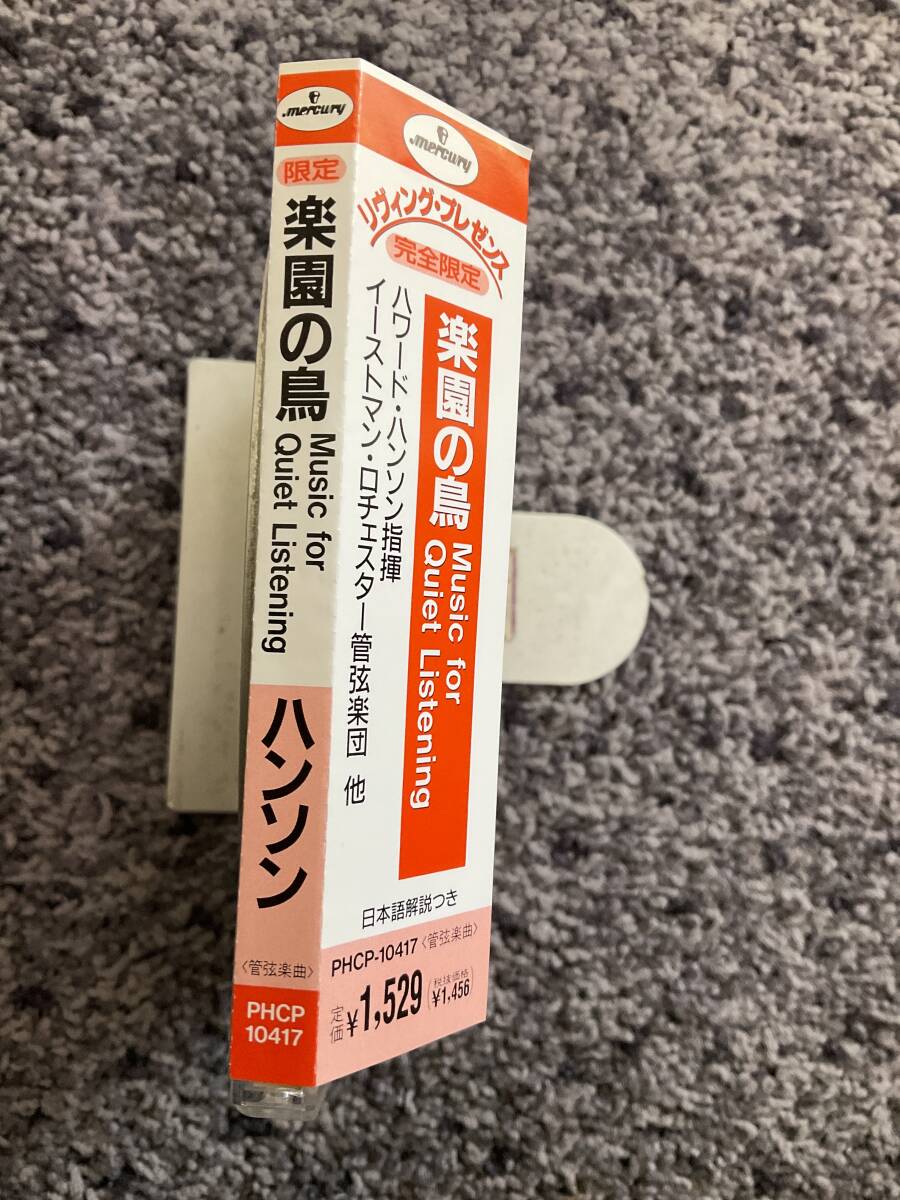 mercury
限定
楽園の鳥
Music for
Quiet Listening
ハンソン
〈管弦楽曲〉
PHCP
10417
mercury
リヴィング・プレゼンス
完全限定
楽園の鳥
Music for
Quiet Listening
ハワード・ハンソン指揮
イーストマン・ロチェスター管弦楽団 他
日本語解説つき
PHCP-10417〈管弦楽曲〉
定価¥1,529(税抜価格¥1,456)